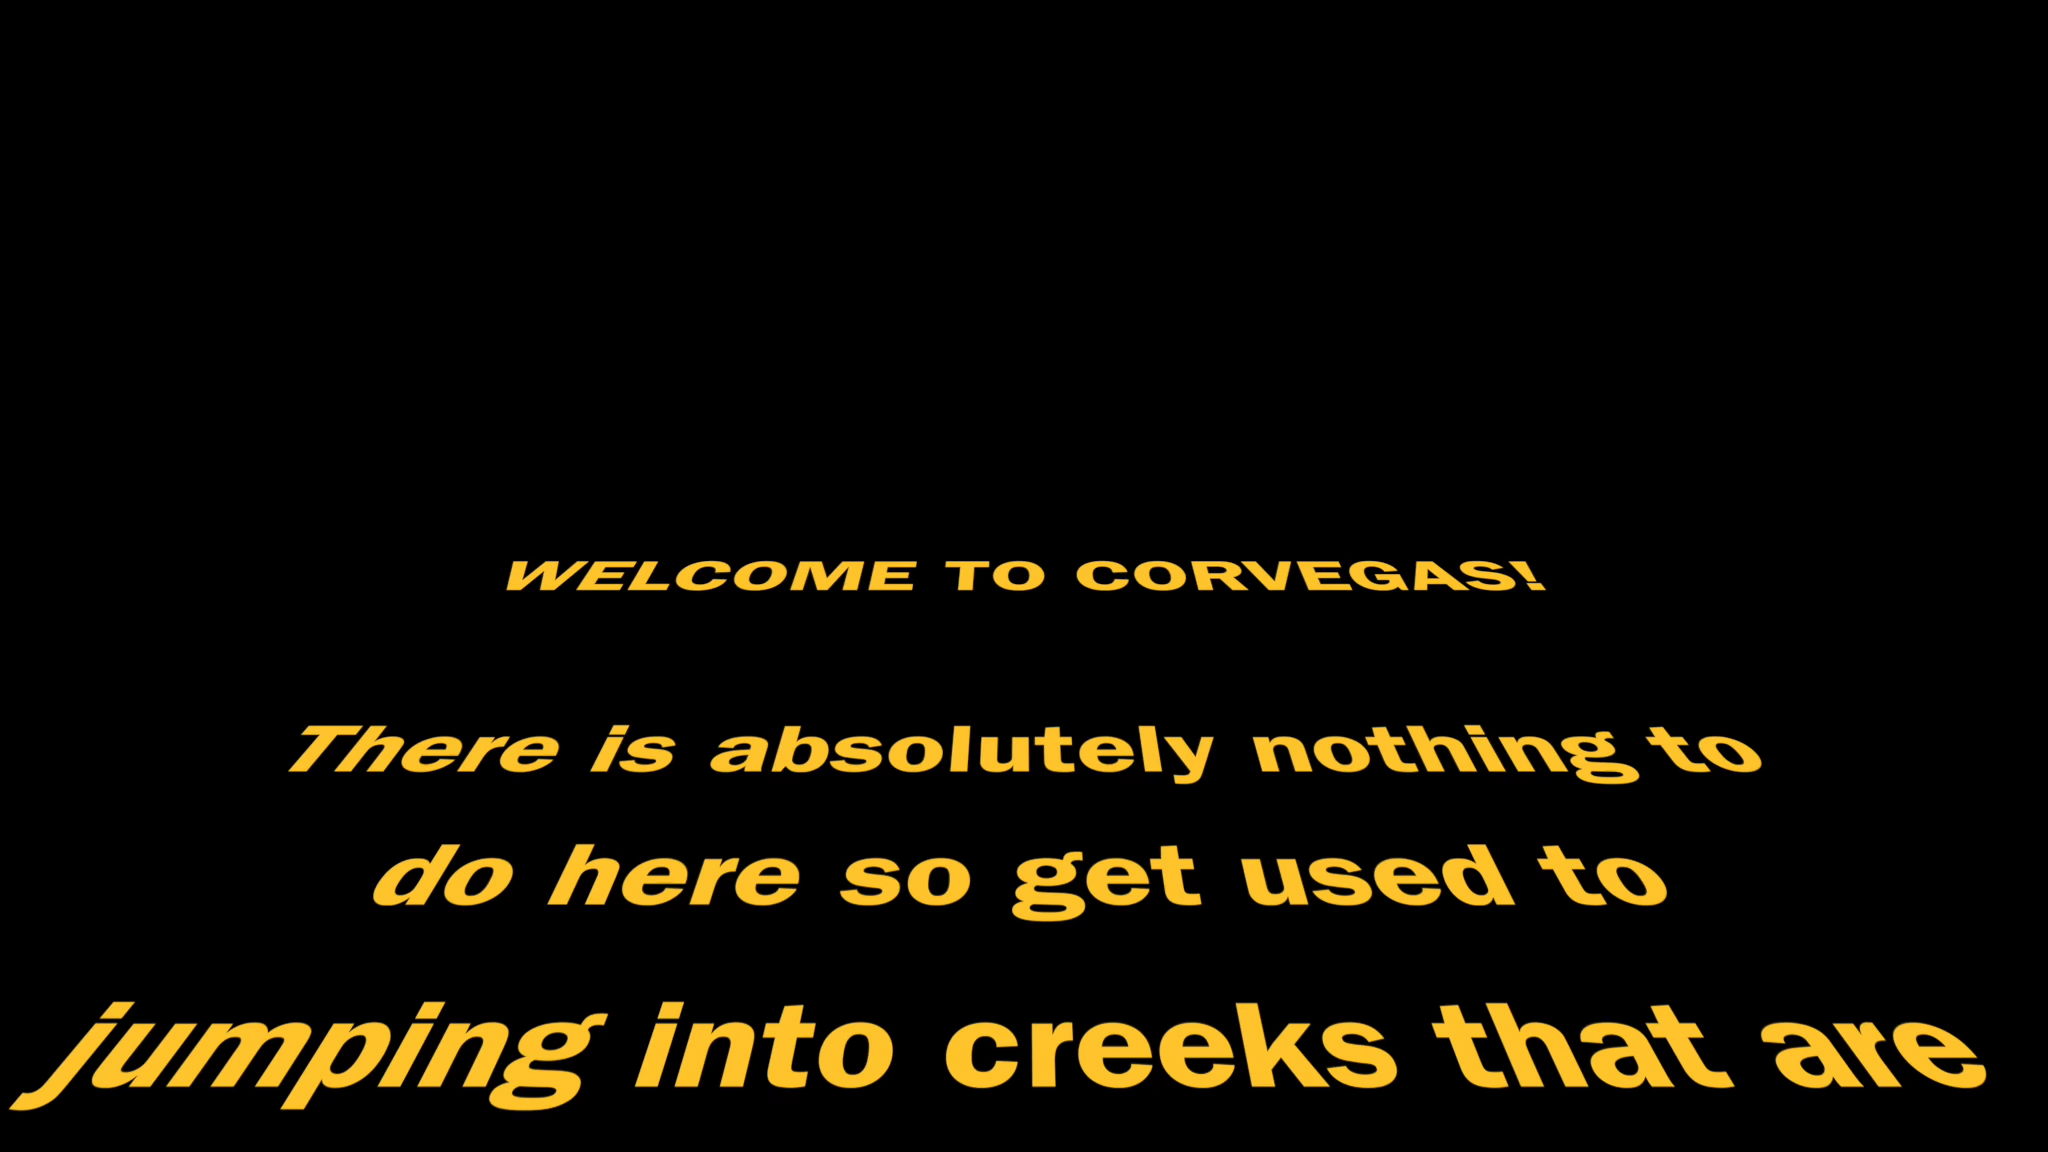 WELCOME TO CORVEGAS!
There is absolutely nothing to
do here so get used to
jumping into creeks that are